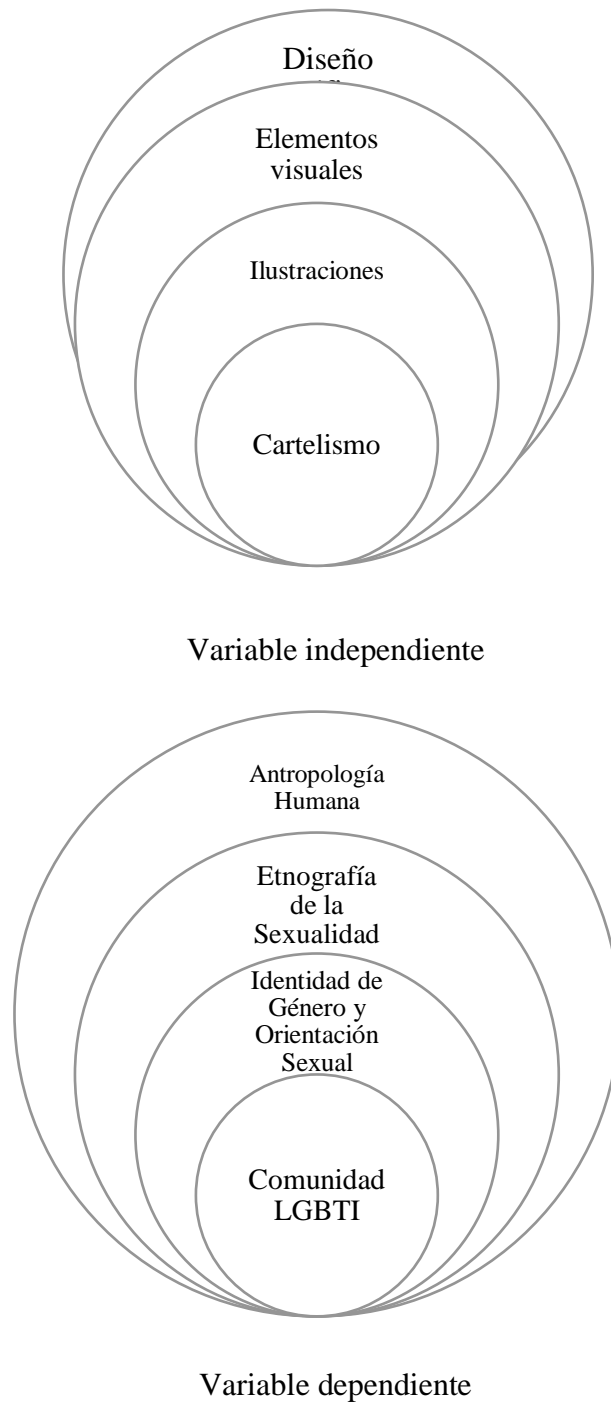 Diseño
Elementos
visuales
Ilustraciones
Cartelismo
Variable independiente
Antropología
Humana
Etnografía
de la
Sexualidad
Identidad de
Género y
Orientación
Sexual
Comunidad
LGBTI
Variable dependiente